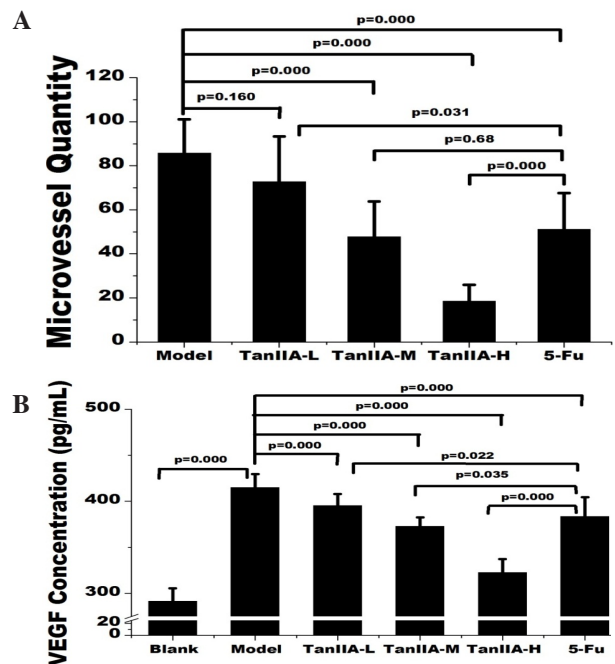 A
p=0.000
p=0.000
p=0.000
p=0.160
p=0.031
p=0.68
p=0.000
Microvessel Quantity
120
100
80
60
40
20
0
Model TanIIA-L TanIIA-M TanIIA-H 5-Fu
B
p=0.000
p=0.000
p=0.000
p=0.000
p=0.000
p=0.022
p=0.035
p=0.000
VEGF Concentration (pg/mL)
500
400
300
20
0
Blank Model TanIIA-L TanIIA-M TanIIA-H 5-Fu